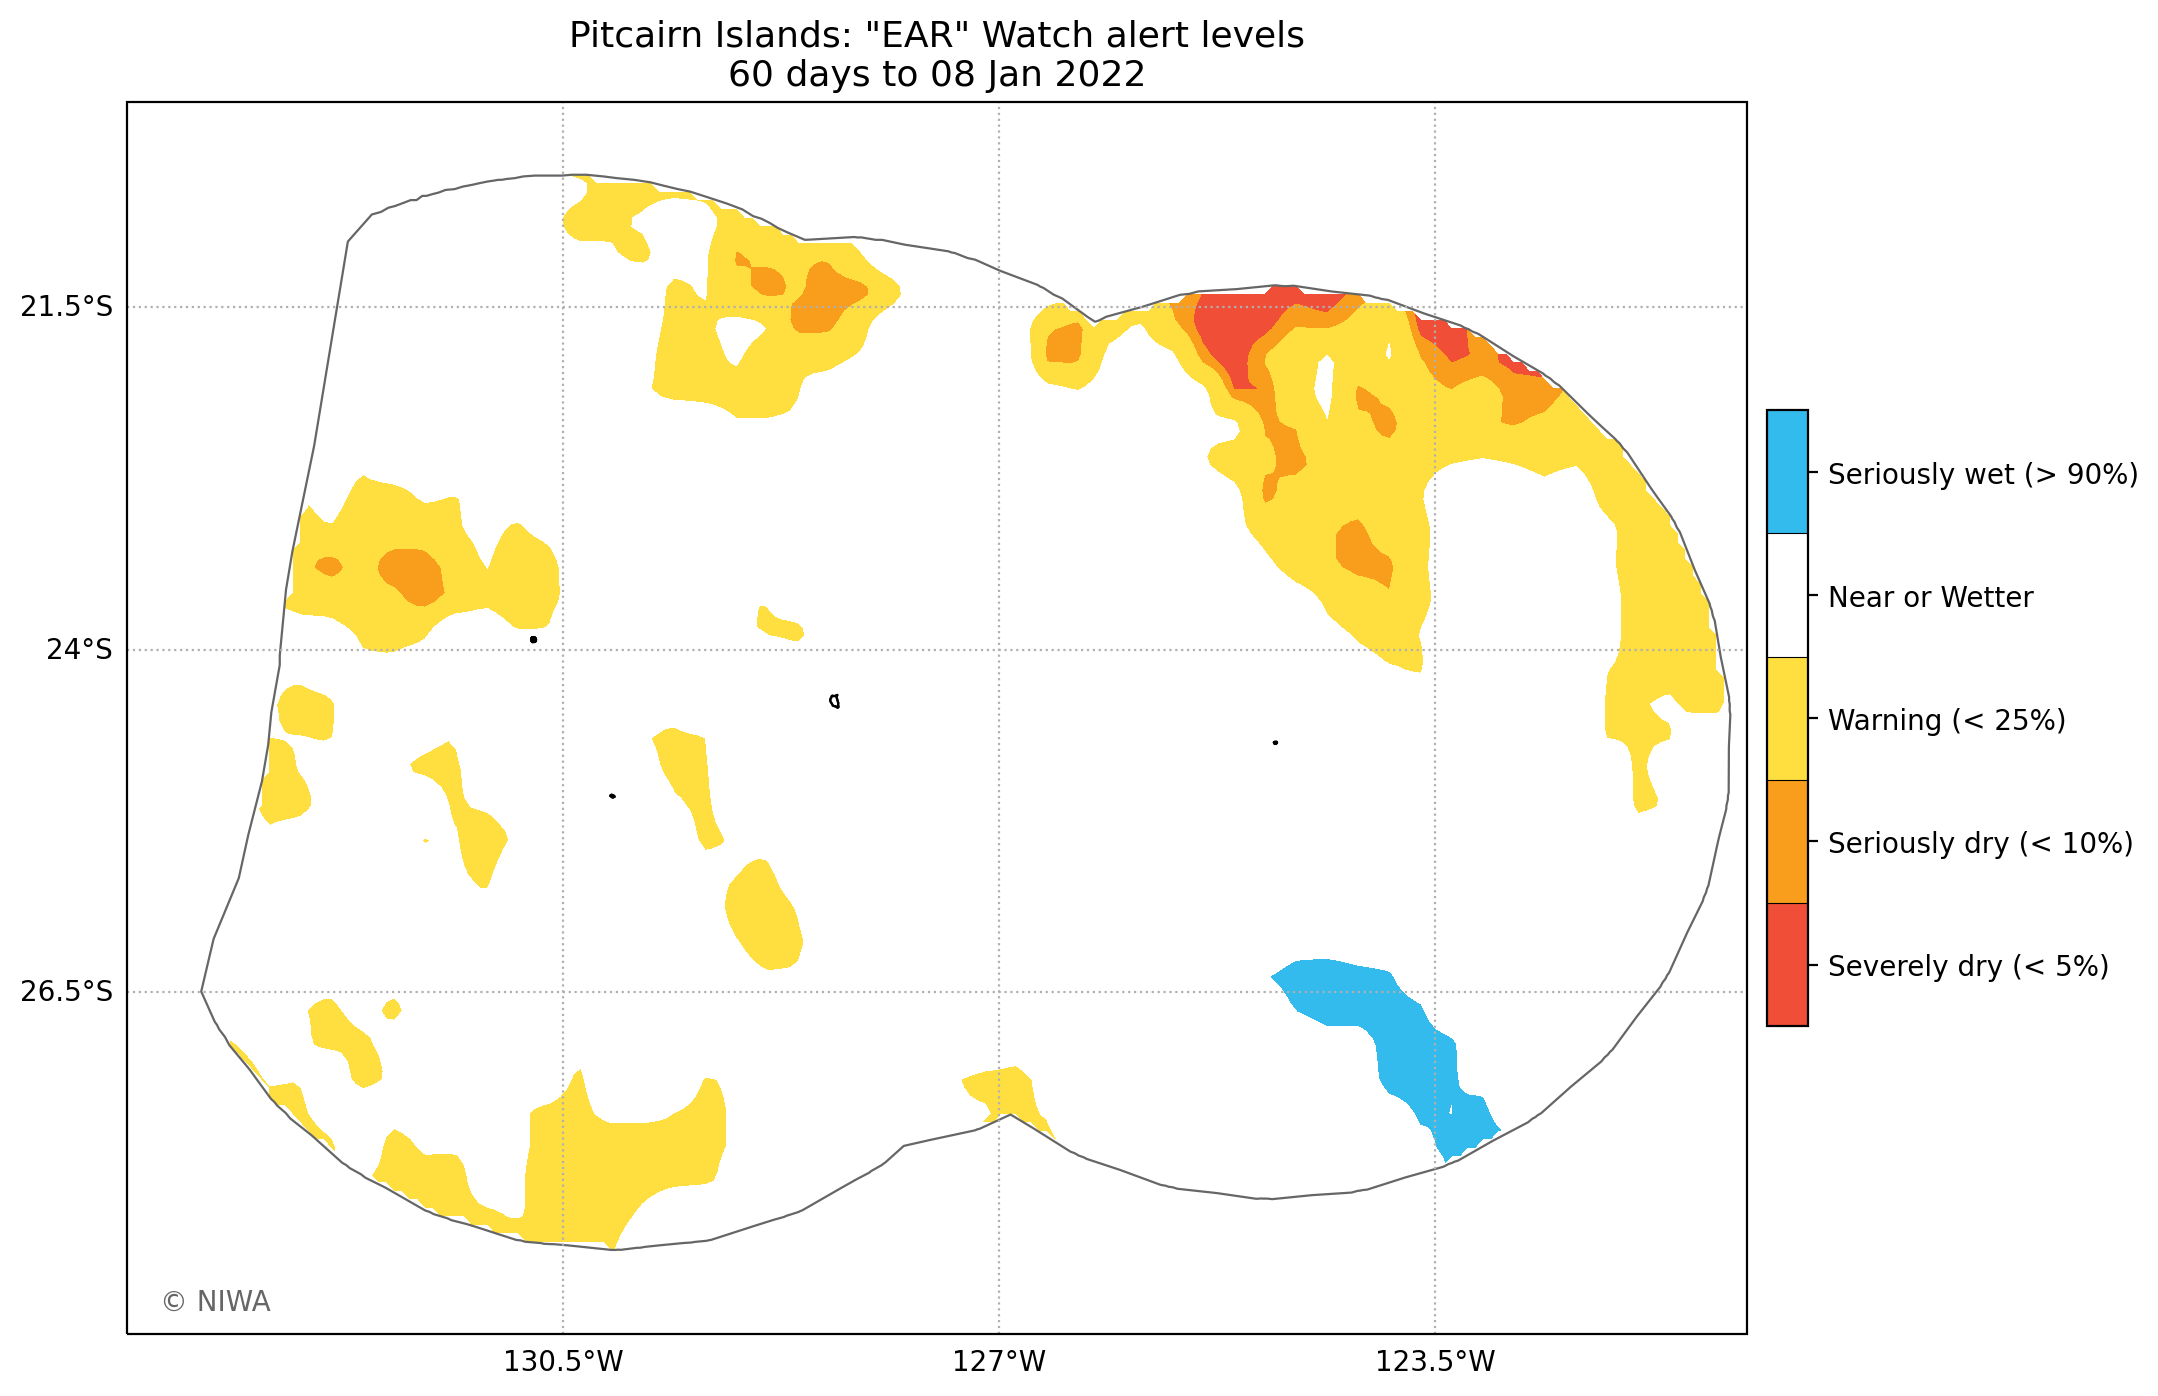 Pitcairn Islands: "EAR" Watch alert levels
60 days to 08 Jan 2022
21.5°S
24°S
26.5°S
130.5°W
127°W
123.5°W
Seriously wet (> 90%)
Near or Wetter
Warning (< 25%)
Seriously dry (< 10%)
Severely dry (< 5%)
© NIWA